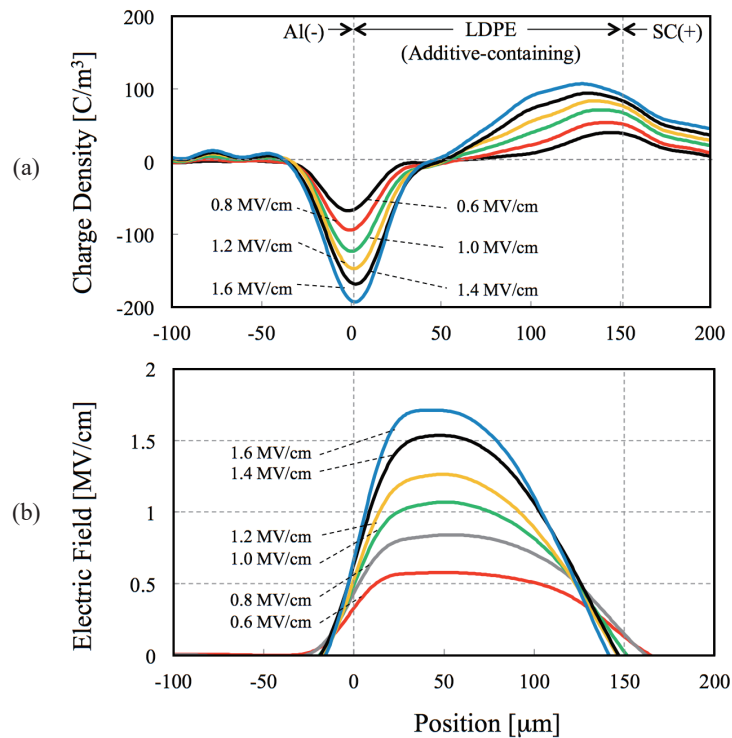 (a)
Charge Density [C/m³]
200
100
0
-100
-200
Al(-)
LDPE
(Additive-containing)
SC(+)
0.8 MV/cm
1.2 MV/cm
1.6 MV/cm
0.6 MV/cm
1.0 MV/cm
1.4 MV/cm
-100 -50 0 50 100 150 200
(b)
Electric Field [MV/cm]
2
1.5
1
0.5
0
1.6 MV/cm
1.4 MV/cm
1.2 MV/cm
1.0 MV/cm
0.8 MV/cm
0.6 MV/cm
-100 -50 0 50 100 150 200
Position [μm]